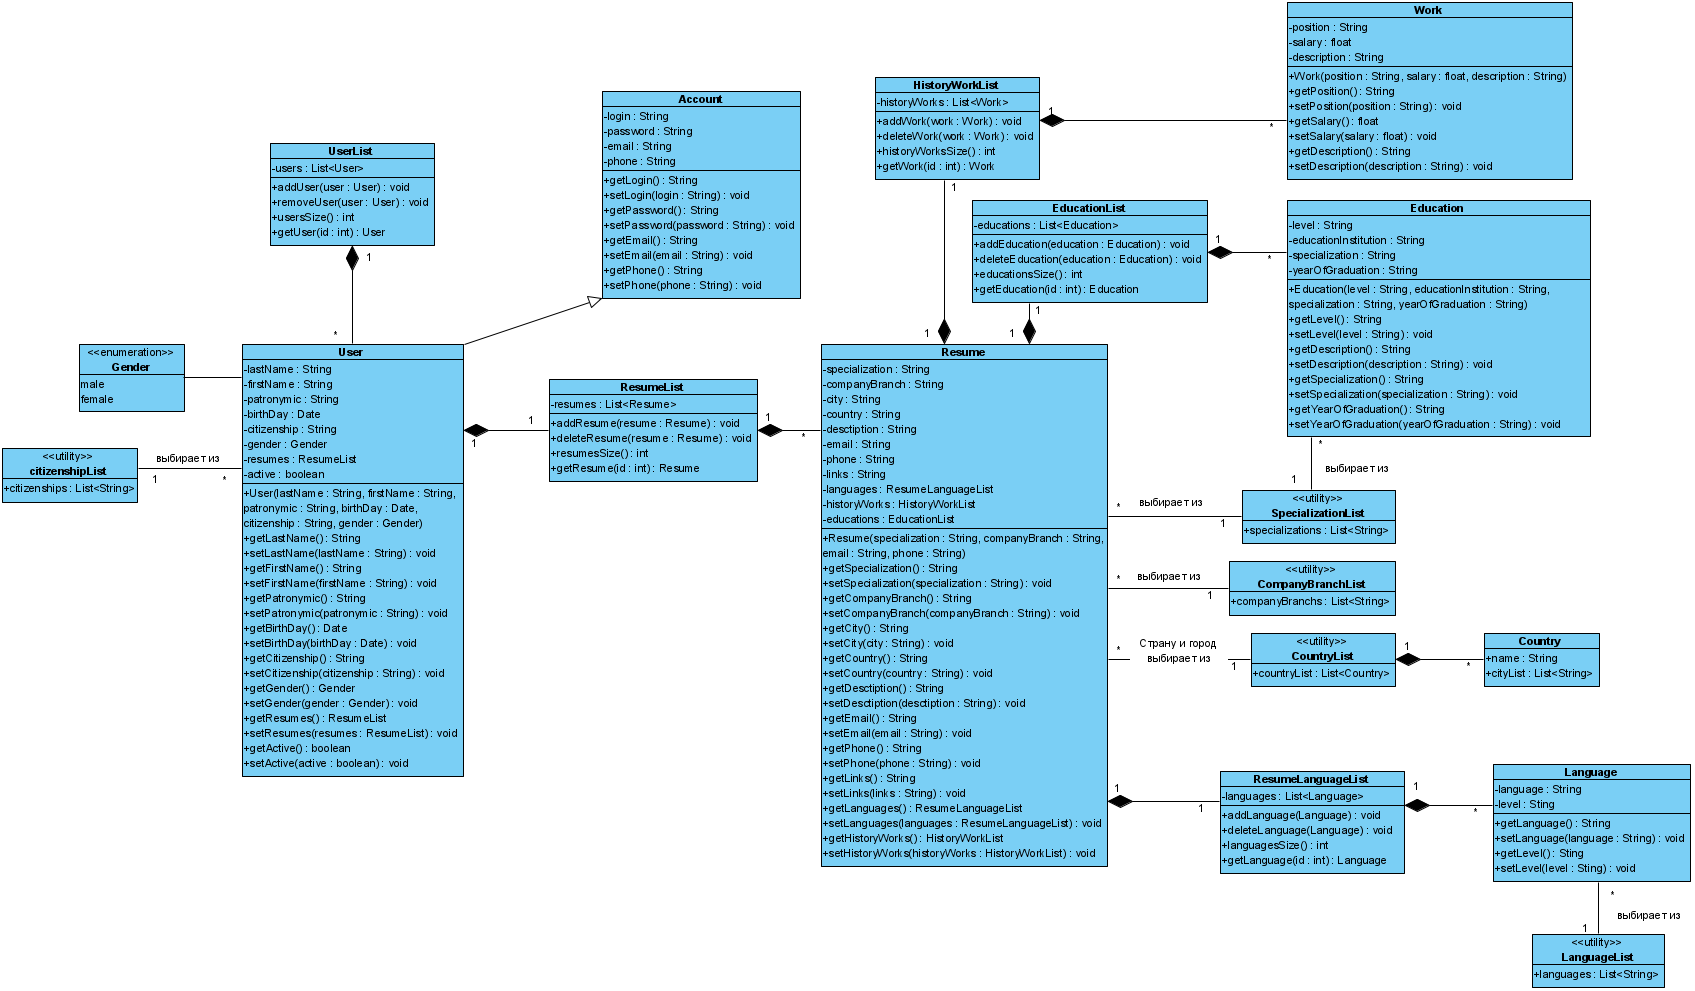 Work
-position : String
-salary : float
-description : String
+Work(position : String, salary : float, description : String)
+getPosition() : String
+setPosition(position : String) : void
+getSalary() : float
+setSalary(salary : float) : void
+getDescription() : String
+setDescription(description : String) : void
HistoryWorkList
-historyWorks : List<Work>
+addWork(work : Work) : void
+deleteWork(work : Work) : void
+historyWorksSize() : int
+getWork(id : int) : Work
1
*
1
1
Account
-login : String
-password : String
-email : String
-phone : String
+getLogin() : String
+setLogin(login : String) : void
+getPassword() : String
+setPassword(password : String) : void
+getEmail() : String
+setEmail(email : String) : void
+getPhone() : String
+setPhone(phone : String) : void
UserList
-users : List<User>
+addUser(user : User) : void
+removeUser(user : User) : void
+usersSize() : int
+getUser(id : int) : User
1
*
EducationList
-educations : List<Education>
+addEducation(education : Education) : void
+deleteEducation(education : Education) : void
+educationsSize() : int
+getEducation(id : int) : Education
1
*
1
1
Education
-level : String
-educationInstitution : String
-specialization : String
-yearOfGraduation : String
+Education(level : String, educationInstitution : String,
specialization : String, yearOfGraduation : String)
+getLevel() : String
+setLevel(level : String) : void
+getDescription() : String
+setDescription(description : String) : void
+getSpecialization() : String
+setSpecialization(specialization : String) : void
+getYearOfGraduation() : String
+setYearOfGraduation(yearOfGraduation : String) : void
*
выбирает из
1
<<enumeration>>
Gender
male
female
<<utility>>
citizenshipList
+citizenships : List<String>
выбирает из
1
*
User
-lastName : String
-firstName : String
-patronymic : String
-birthDay : Date
-citizenship : String
-gender : Gender
-resumes : ResumeList
-active : boolean
+User(lastName : String, firstName : String,
patronymic : String, birthDay : Date,
citizenship : String, gender : Gender)
+getLastName() : String
+setLastName(lastName : String) : void
+getFirstName() : String
+setFirstName(firstName : String) : void
+getPatronymic() : String
+setPatronymic(patronymic : String) : void
+getBirthDay() : Date
+setBirthDay(birthDay : Date) : void
+getCitizenship() : String
+setCitizenship(citizenship : String) : void
+getGender() : Gender
+setGender(gender : Gender) : void
+getResumes() : ResumeList
+setResumes(resumes : ResumeList) : void
+getActive() : boolean
+setActive(active : boolean) : void
1
1
ResumeList
-resumes : List<Resume>
+addResume(resume : Resume) : void
+deleteResume(resume : Resume) : void
+resumesSize() : int
+getResume(id : int) : Resume
1
*
Resume
-specialization : String
-companyBranch : String
-city : String
-country : String
-desctiption : String
-email : String
-phone : String
-links : String
-languages : ResumeLanguageList
-historyWorks : HistoryWorkList
-educations : EducationList
+Resume(specialization : String, companyBranch : String,
email : String, phone : String)
+getSpecialization() : String
+setSpecialization(specialization : String) : void
+getCompanyBranch() : String
+setCompanyBranch(companyBranch : String) : void
+getCity() : String
+setCity(city : String) : void
+getCountry() : String
+setCountry(country : String) : void
+getDesctiption() : String
+setDesctiption(desctiption : String) : void
+getEmail() : String
+setEmail(email : String) : void
+getPhone() : String
+setPhone(phone : String) : void
+getLinks() : String
+setLinks(links : String) : void
+getLanguages() : ResumeLanguageList
+setLanguages(languages : ResumeLanguageList) : void
+getHistoryWorks() : HistoryWorkList
+setHistoryWorks(historyWorks : HistoryWorkList) : void
*
выбирает из
1
<<utility>>
SpecializationList
+specializations : List<String>
*
выбирает из
1
<<utility>>
CompanyBranchList
+companyBranchs : List<String>
*
Страну и город
выбирает из
1
<<utility>>
CountryList
+countryList : List<Country>
1
*
Country
+name : String
+cityList : List<String>
1
1
ResumeLanguageList
-languages : List<Language>
+addLanguage(Language) : void
+deleteLanguage(Language) : void
+languagesSize() : int
+getLanguage(id : int) : Language
1
*
Language
-language : String
-level : Sting
+getLanguage() : String
+setLanguage(language : String) : void
+getLevel() : Sting
+setLevel(level : Sting) : void
*
выбирает из
1
<<utility>>
LanguageList
+languages : List<String>